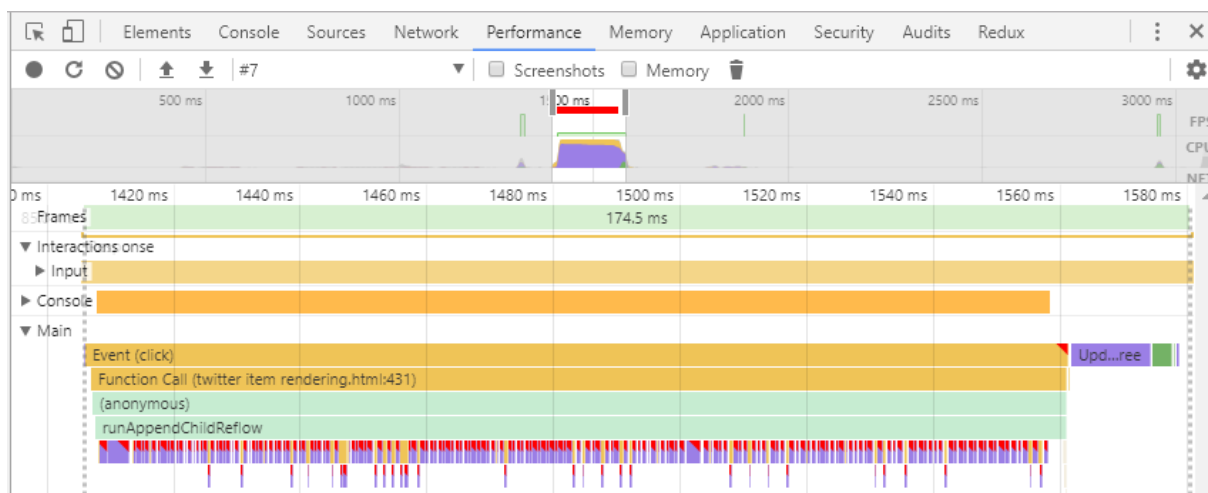 Elements Console Sources Network Performance Memory Application Security Audits Redux
#7 Screenshots Memory
500 ms 1000 ms 2000 ms 2500 ms 3000 ms
FPS
CPU
NET
ms 1420 ms 1440 ms 1460 ms 1480 ms 1500 ms 1520 ms 1540 ms 1560 ms 1580 ms
Frames 174.5 ms
Interactions onse
Input
Console
Main
Event (click) Upd...ree
Function Call (twitter item rendering.html:431)
(anonymous)
runAppendChildReflow